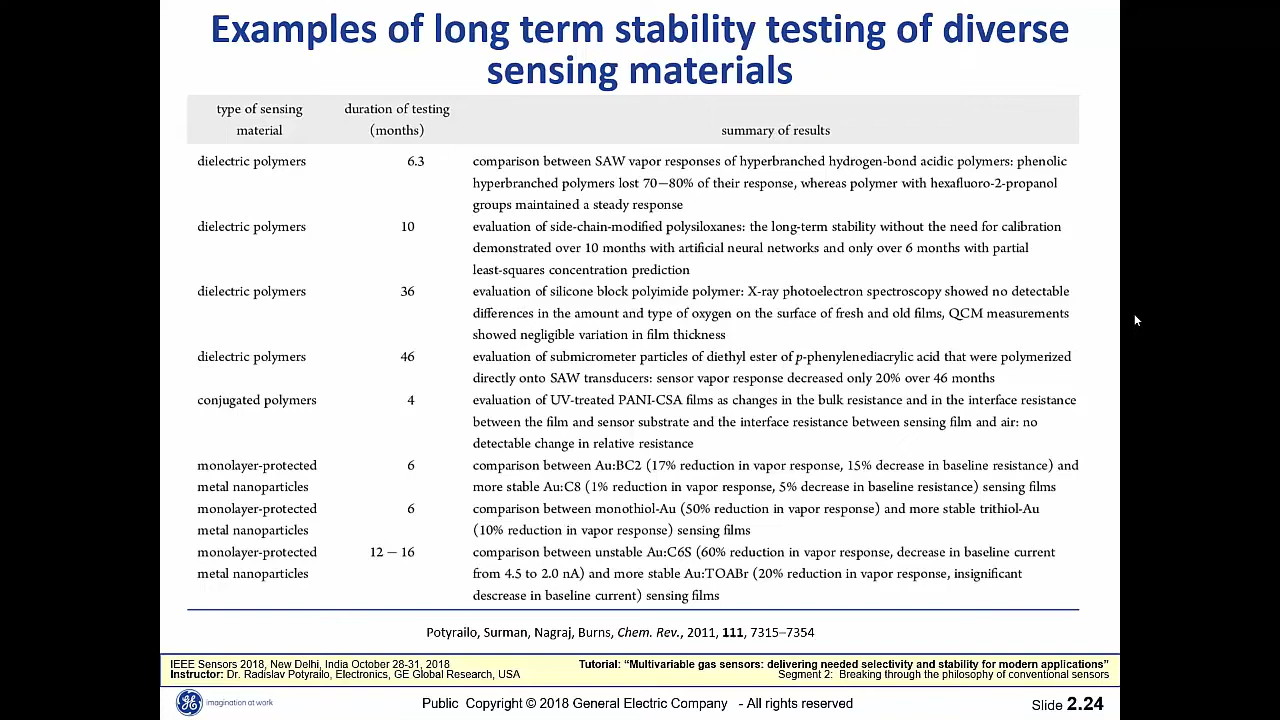 Examples of long term stability testing of diverse
sensing materials
type of sensing
material
duration of testing
(months)
summary of results
dielectric polymers
6.3
comparison between SAW vapor responses of hyperbranched hydrogen-bond acidic polymers: phenolic
hyperbranched polymers lost 70−80% of their response, whereas polymer with hexafluoro-2-propanol
groups maintained a steady response
dielectric polymers
10
evaluation of side-chain-modified polysiloxanes: the long-term stability without the need for calibration
demonstrated over 10 months with artificial neural networks and only over 6 months with partial
least-squares concentration prediction
dielectric polymers
36
evaluation of silicone block polyimide polymer: X-ray photoelectron spectroscopy showed no detectable
differences in the amount and type of oxygen on the surface of fresh and old films, QCM measurements
showed negligible variation in film thickness
dielectric polymers
46
evaluation of submicrometer particles of diethyl ester of p-phenylenediacrylic acid that were polymerized
directly onto SAW transducers: sensor vapor response decreased only 20% over 46 months
conjugated polymers
4
evaluation of UV-treated PANI-CSA films as changes in the bulk resistance and in the interface resistance
between the film and sensor substrate and the interface resistance between sensing film and air: no
detectable change in relative resistance
monolayer-protected
metal nanoparticles
6
comparison between Au:BC2 (17% reduction in vapor response, 15% decrease in baseline resistance) and
more stable Au:C8 (1% reduction in vapor response, 5% decrease in baseline resistance) sensing films
monolayer-protected
metal nanoparticles
6
comparison between monothiol-Au (50% reduction in vapor response) and more stable trithiol-Au
(10% reduction in vapor response) sensing films
monolayer-protected
metal nanoparticles
12 − 16
comparison between unstable Au:C6S (60% reduction in vapor response, decrease in baseline current
from 4.5 to 2.0 nA) and more stable Au:TOABr (20% reduction in vapor response, insignificant
descrease in baseline current) sensing films
Potyrailo, Surman, Nagraj, Burns, Chem. Rev., 2011, 111, 7315–7354
IEEE Sensors 2018, New Delhi, India October 28-31, 2018
Instructor: Dr. Radislav Potyrailo, Electronics, GE Global Research, USA
Tutorial: “Multivariable gas sensors: delivering needed selectivity and stability for modern applications”
Segment 2: Breaking through the philosophy of conventional sensors
imagination at work
Public Copyright © 2018 General Electric Company - All rights reserved
Slide 2.24